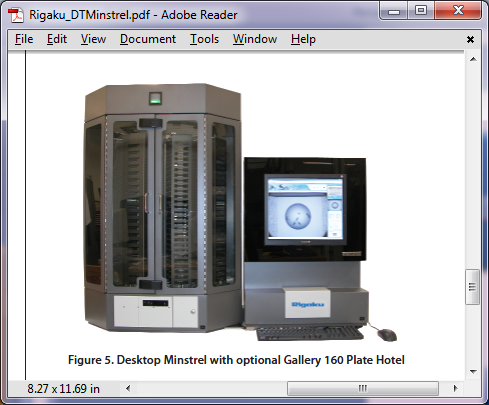 Rigaku_DTMinstrel.pdf - Adobe Reader
File Edit View Document Tools Window Help
Rigaku
Figure 5. Desktop Minstrel with optional Gallery 160 Plate Hotel
8.27 x 11.69 in